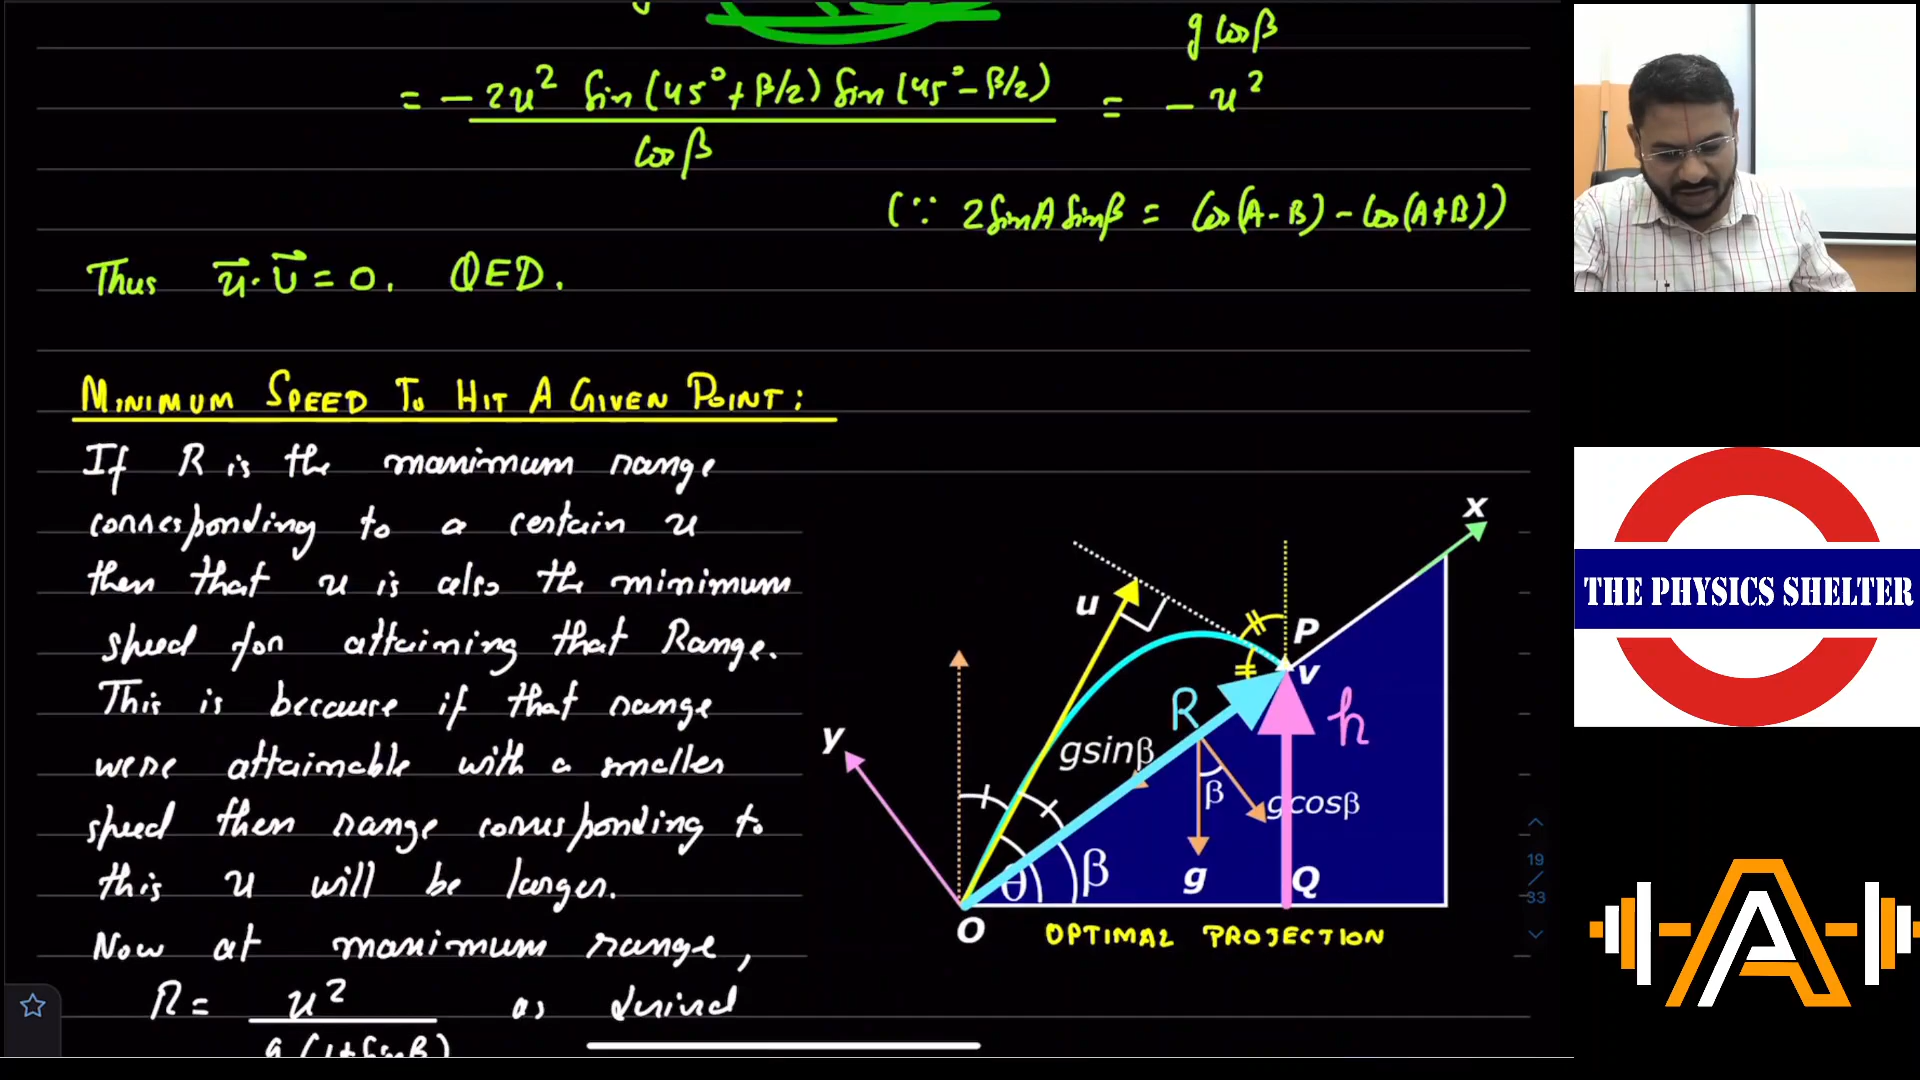 g cosβ
= - 2u² Sin(45°+β/2) Sin(45°-β/2) = - u²
cosβ
(∵ 2SinA Sinβ = Cos(A-B) - Cos(A+B))
Thus u⃗·v⃗ = 0. QED.
MINIMUM SPEED TO HIT A GIVEN POINT:
If R is the maximum range
corresponding to a certain u
then that u is also the minimum
speed for attaining that Range.
This is because if that range
were attainable with a smaller
speed then range corresponding to
this u will be larger.
Now at maximum range,
R = u² as derived
g(1+Sinβ)
x
u
P
v
y
R
h
gsinβ
β
gcosβ
θ
β
g
Q
O
OPTIMAL PROJECTION
19
/
33
THE PHYSICS SHELTER
A